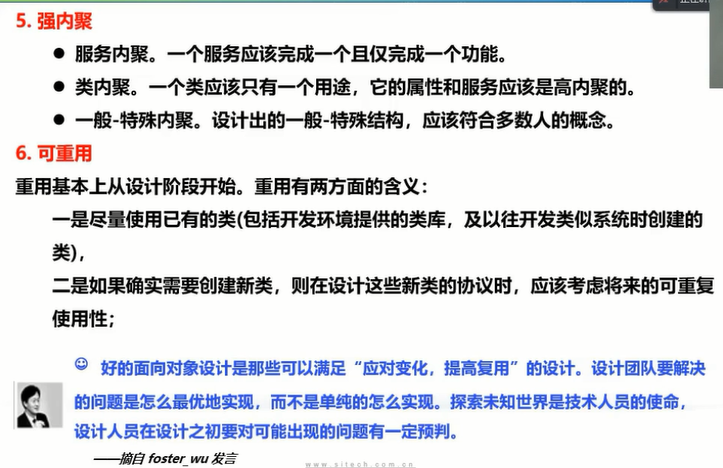 5. 强内聚
● 服务内聚。一个服务应该完成一个且仅完成一个功能。
● 类内聚。一个类应该只有一个用途，它的属性和服务应该是高内聚的。
● 一般-特殊内聚。设计出的一般-特殊结构，应该符合多数人的概念。
6. 可重用
重用基本上从设计阶段开始。重用有两方面的含义：
一是尽量使用已有的类(包括开发环境提供的类库，及以往开发类似系统时创建的
类)，
二是如果确实需要创建新类，则在设计这些新类的协议时，应该考虑将来的可重复
使用性；
☺ 好的面向对象设计是那些可以满足“应对变化，提高复用”的设计。设计团队要解决
的问题是怎么最优地实现，而不是单纯的怎么实现。探索未知世界是技术人员的使命，
设计人员在设计之初要对可能出现的问题有一定预判。
——摘自 foster_wu 发言
www.sitech.com.cn